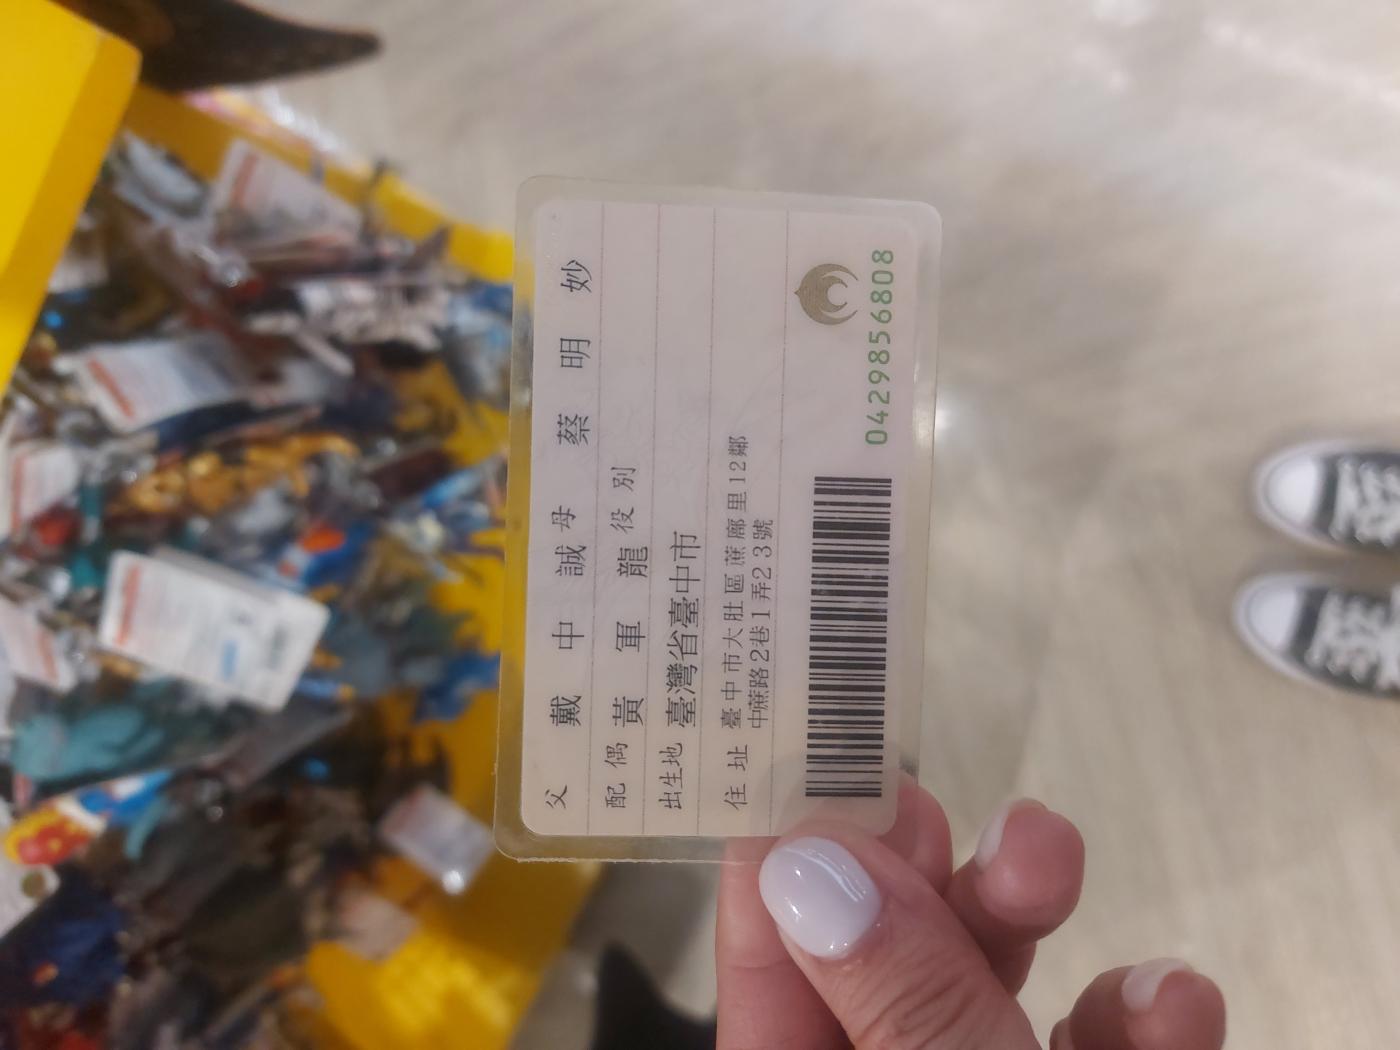 父 戴中誠 母 蔡明妙
配偶 黃軍龍 役別
出生地 臺灣省臺中市
住址 臺中市大肚區蔗廍里12鄰
中蔗路2巷1弄23號
0429856808